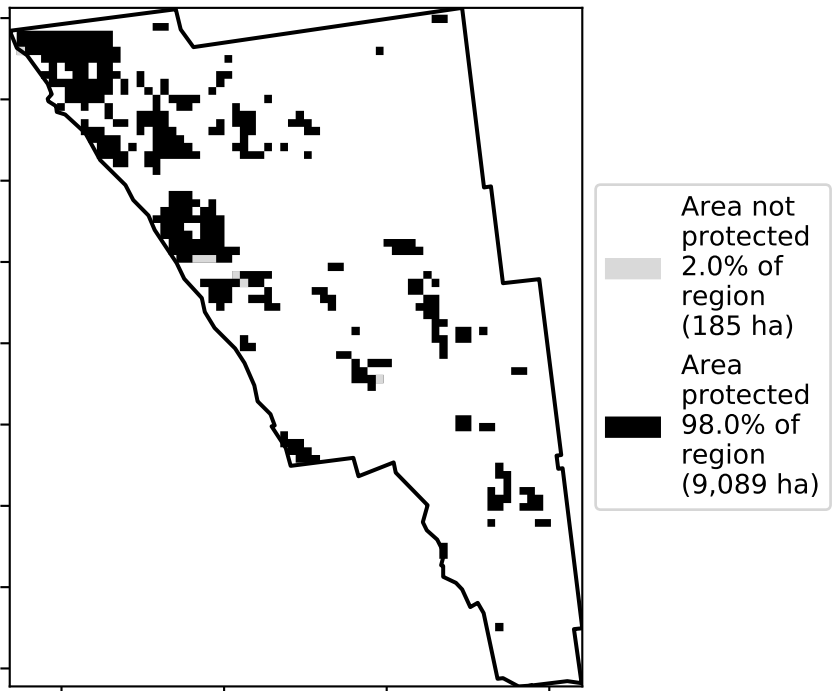 Area not
protected
2.0% of
region
(185 ha)
Area
protected
98.0% of
region
(9,089 ha)